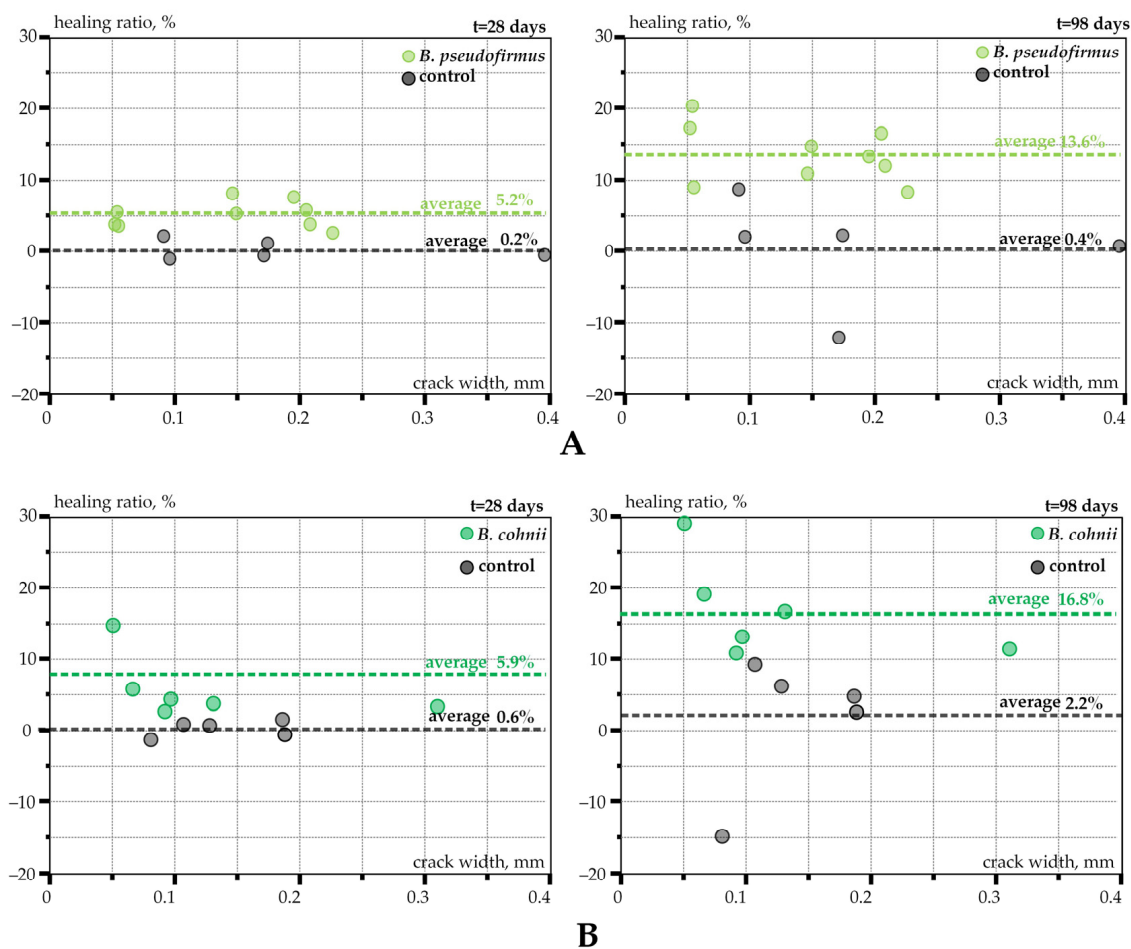 healing ratio, %
t=28 days
30
B. pseudofirmus
control
20
10
average 5.2%
average 0.2%
0
–10
crack width, mm
–20
0 0.1 0.2 0.3 0.4
healing ratio, %
t=98 days
30
B. pseudofirmus
control
20
average 13.6%
10
average 0.4%
0
–10
crack width, mm
–20
0 0.1 0.2 0.3 0.4
A
healing ratio, %
t=28 days
30
B. cohnii
control
20
10
average 5.9%
average 0.6%
0
–10
crack width, mm
–20
0 0.1 0.2 0.3 0.4
healing ratio, %
t=98 days
30
B. cohnii
control
20
average 16.8%
10
average 2.2%
0
–10
crack width, mm
–20
0 0.1 0.2 0.3 0.4
B